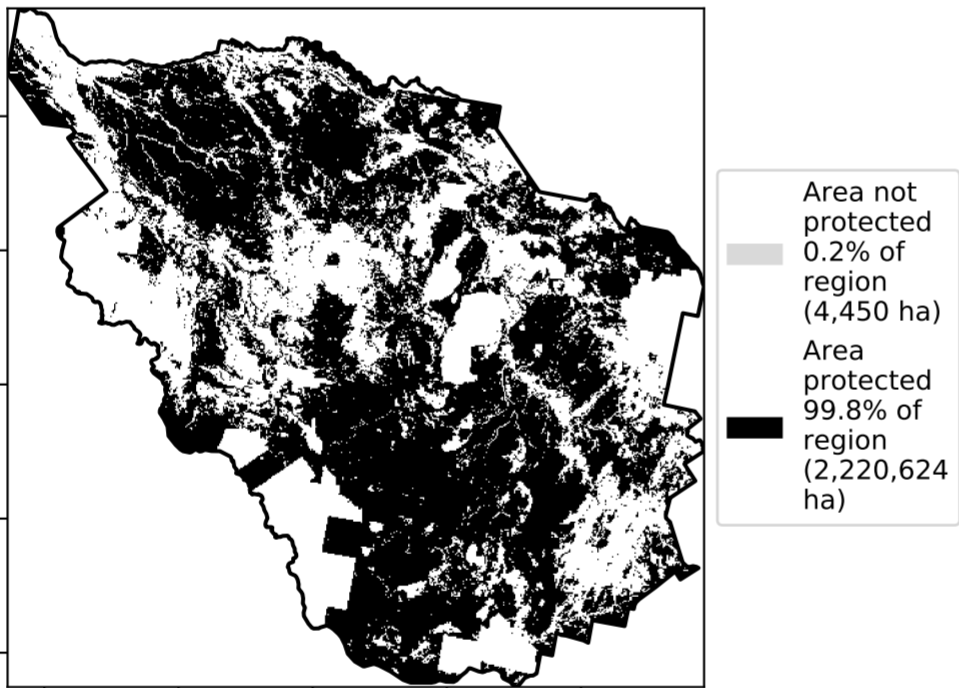 Area not
protected
0.2% of
region
(4,450 ha)
Area
protected
99.8% of
region
(2,220,624
ha)